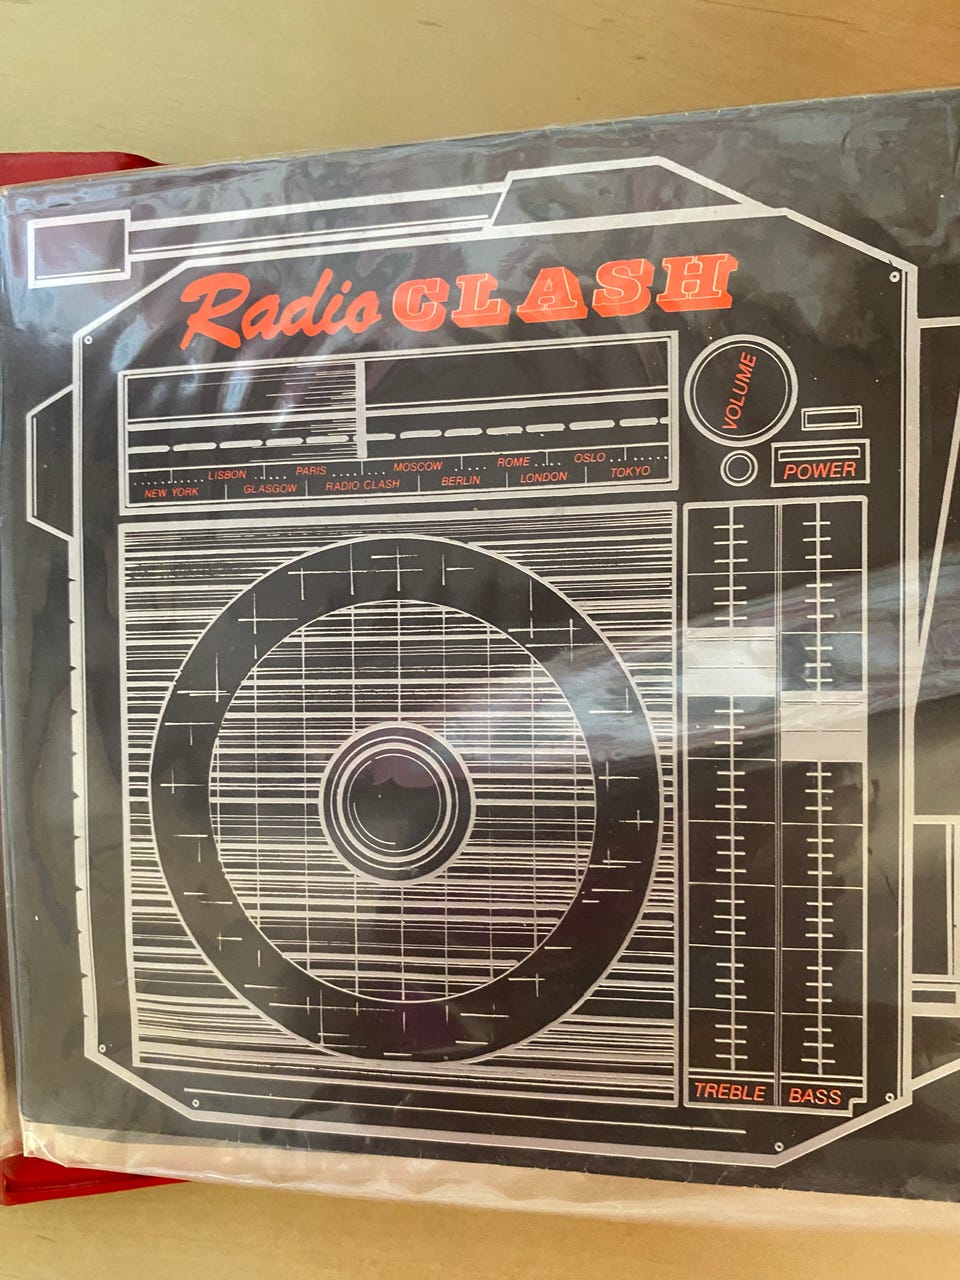 Radio CLASH
VOLUME
LISBON PARIS MOSCOW ROME OSLO
NEW YORK GLASGOW RADIO CLASH BERLIN LONDON TOKYO
POWER
TREBLE BASS